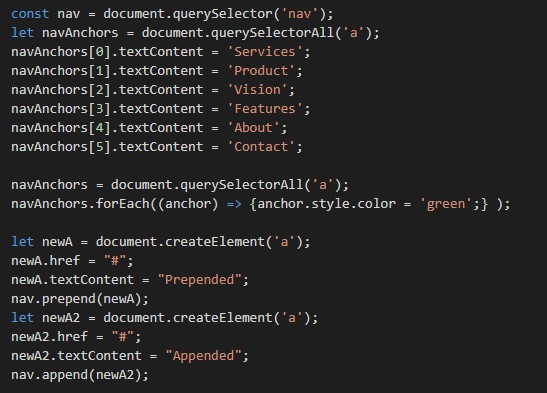 const nav = document.querySelector('nav');
let navAnchors = document.querySelectorAll('a');
navAnchors[0].textContent = 'Services';
navAnchors[1].textContent = 'Product';
navAnchors[2].textContent = 'Vision';
navAnchors[3].textContent = 'Features';
navAnchors[4].textContent = 'About';
navAnchors[5].textContent = 'Contact';

navAnchors = document.querySelectorAll('a');
navAnchors.forEach((anchor) => {anchor.style.color = 'green';} );

let newA = document.createElement('a');
newA.href = "#";
newA.textContent = "Prepended";
nav.prepend(newA);
let newA2 = document.createElement('a');
newA2.href = "#";
newA2.textContent = "Appended";
nav.append(newA2);